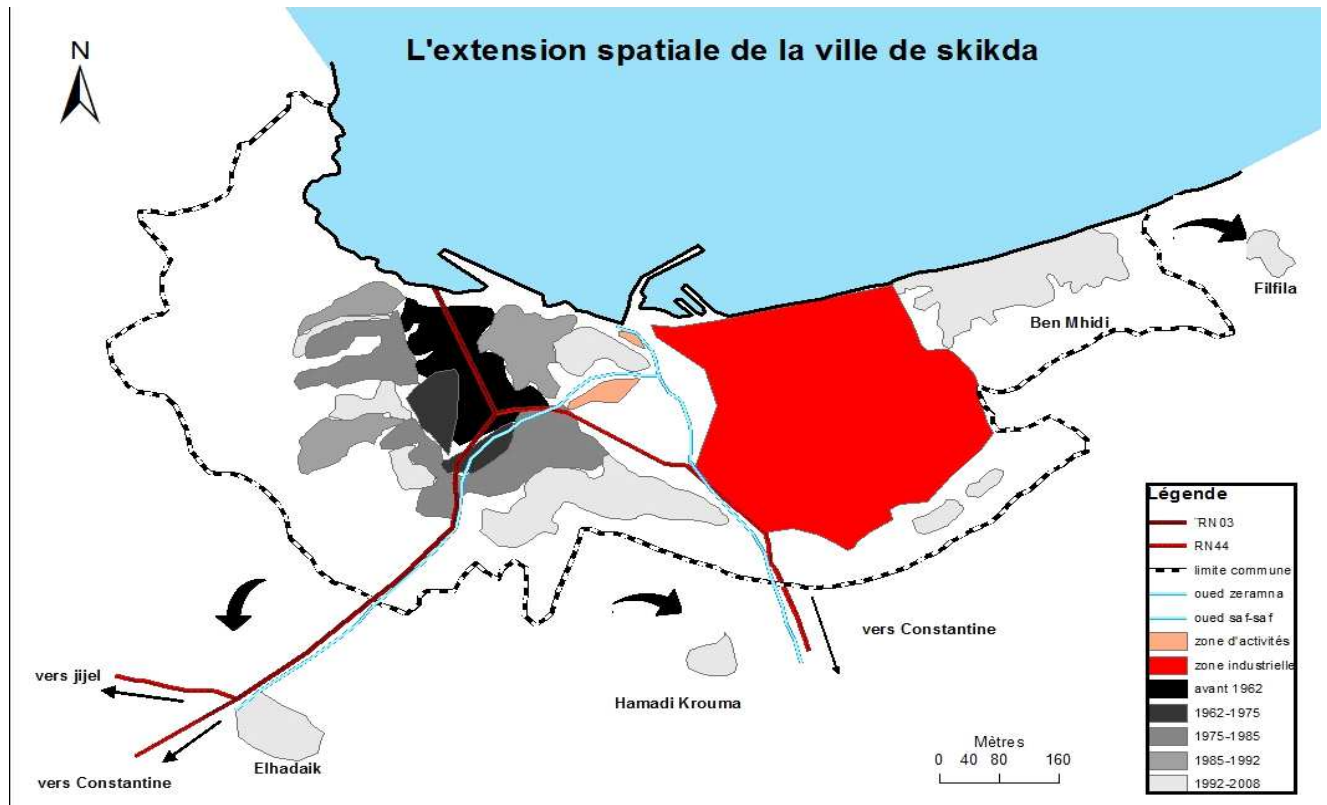 L'extension spatiale de la ville de skikda
N
Filfila
Ben Mhidi
vers Constantine
Hamadi Krouma
vers jijel
Elhadaik
vers Constantine
Mètres
0 40 80 160
Légende
RN03
RN44
limite commune
oued zeramna
oued saf-saf
zone d'activités
zone industrielle
avant 1962
1962-1975
1975-1985
1985-1992
1992-2008